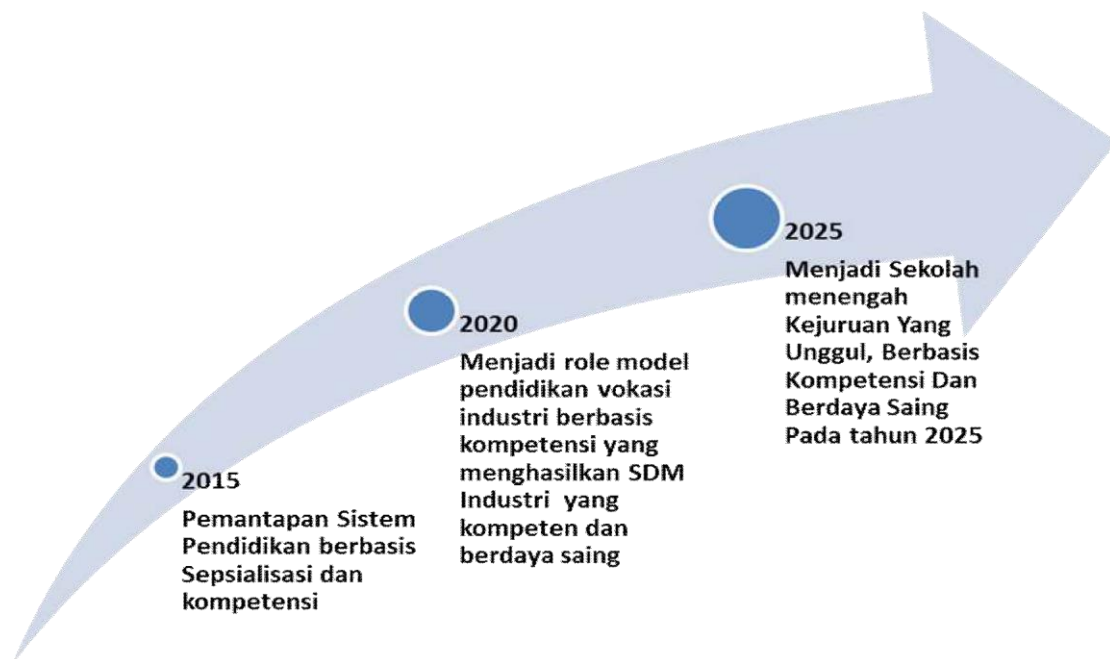 2015
Pemantapan Sistem
Pendidikan berbasis
Sepsialisasi dan
kompetensi
2020
Menjadi role model
pendidikan vokasi
industri berbasis
kompetensi yang
menghasilkan SDM
Industri yang
kompeten dan
berdaya saing
2025
Menjadi Sekolah
menengah
Kejuruan Yang
Unggul, Berbasis
Kompetensi Dan
Berdaya Saing
Pada tahun 2025